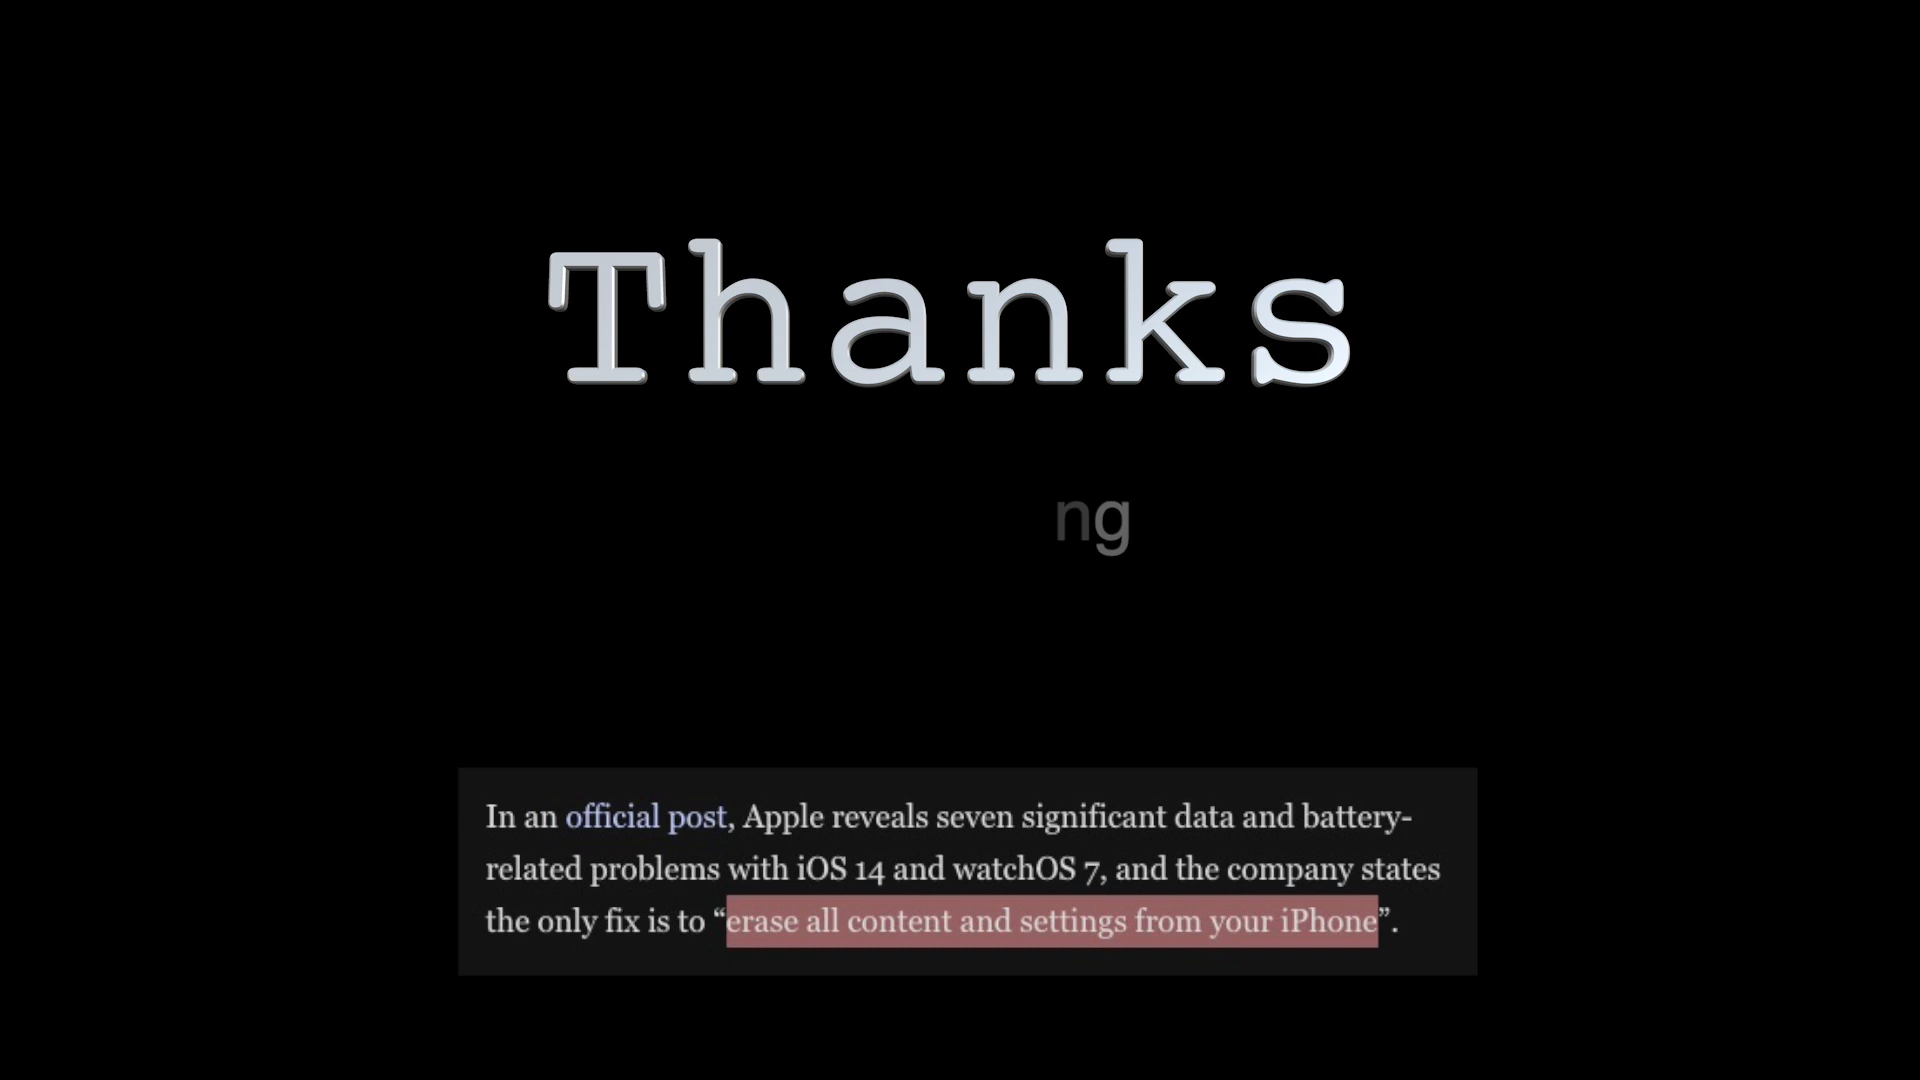 Thanks
ng
In an official post, Apple reveals seven significant data and battery-
related problems with iOS 14 and watchOS 7, and the company states
the only fix is to “erase all content and settings from your iPhone”.